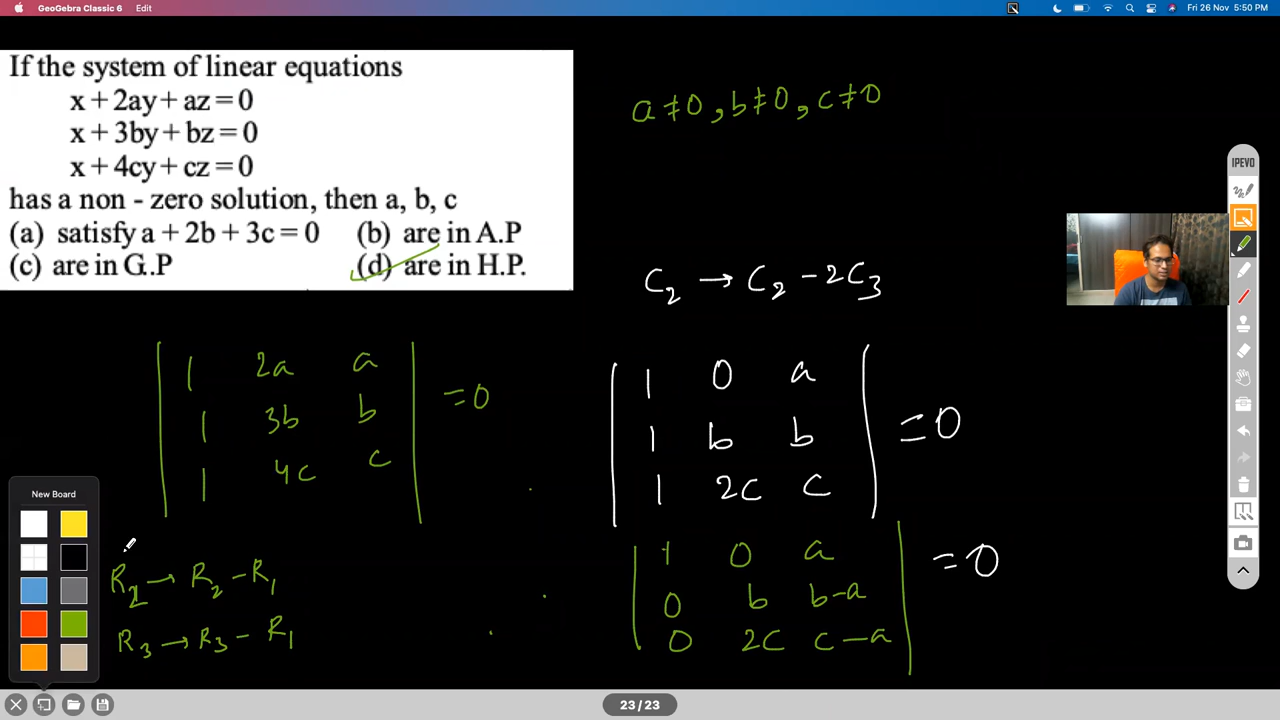 GeoGebra Classic 6 Edit Fri 26 Nov 5:50 PM
If the system of linear equations
x + 2ay + az = 0
x + 3by + bz = 0
x + 4cy + cz = 0
has a non - zero solution, then a, b, c
(a) satisfy a + 2b + 3c = 0 (b) are in A.P
(c) are in G.P (d) are in H.P.
a ≠ 0, b ≠ 0, c ≠ 0
IPEVO
C₂ → C₂ - 2C₃
1 2a a
1 3b b = 0
1 4c c
1 0 a
1 b b = 0
1 2c c
New Board
R₂ → R₂ - R₁
R₃ → R₃ - R₁
1 0 a = 0
0 b b-a
0 2c c-a
23 / 23